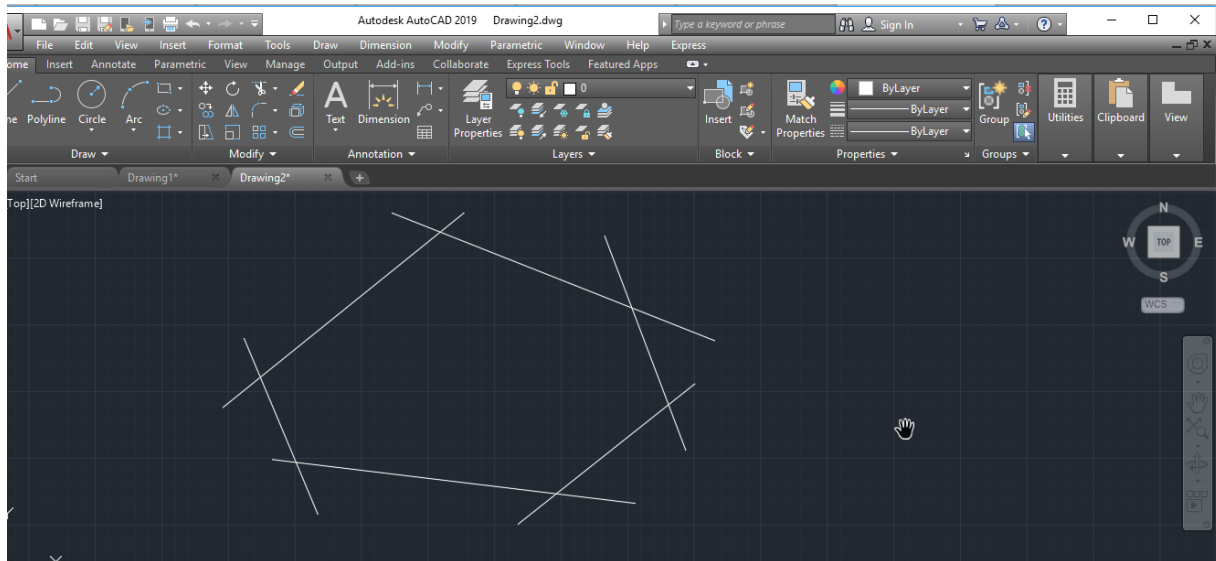 Autodesk AutoCAD 2019 Drawing2.dwg Type a keyword or phrase Sign In ?
File Edit View Insert Format Tools Draw Dimension Modify Parametric Window Help Express
ome Insert Annotate Parametric View Manage Output Add-ins Collaborate Express Tools Featured Apps
ne Polyline Circle Arc A Text Dimension Layer Properties 0 Insert Match Properties ByLayer ByLayer ByLayer Group Utilities Clipboard View
Draw Modify Annotation Layers Block Properties Groups
Start Drawing1* Drawing2* +
Top][2D Wireframe]
N
W TOP E
S
WCS
Y
X